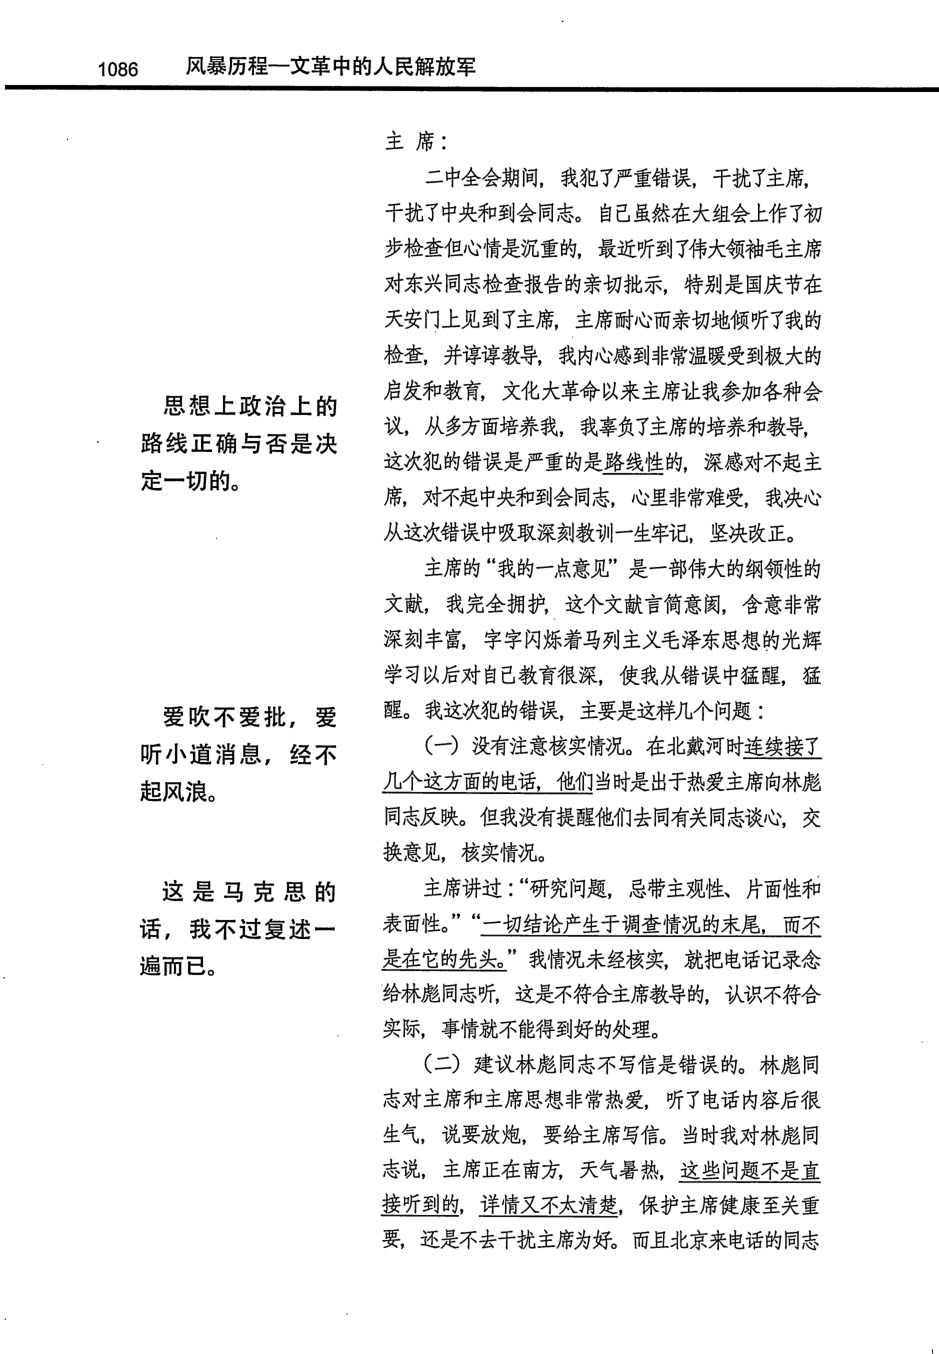 1086 风暴历程—文革中的人民解放军
主 席：
二中全会期间，我犯了严重错误，干扰了主席，
干扰了中央和到会同志。自己虽然在大组会上作了初
步检查但心情是沉重的，最近听到了伟大领袖毛主席
对东兴同志检查报告的亲切批示，特别是国庆节在
天安门上见到了主席，主席耐心而亲切地倾听了我的
检查，并谆谆教导，我内心感到非常温暖受到极大的
启发和教育，文化大革命以来主席让我参加各种会
议，从多方面培养我，我辜负了主席的培养和教导，
这次犯的错误是严重的是路线性的，深感对不起主
席，对不起中央和到会同志，心里非常难受，我决心
从这次错误中吸取深刻教训一生牢记，坚决改正。
思想上政治上的
路线正确与否是决
定一切的。
主席的“我的一点意见”是一部伟大的纲领性的
文献，我完全拥护，这个文献言简意闳，含意非常
深刻丰富，字字闪烁着马列主义毛泽东思想的光辉
学习以后对自己教育很深，使我从错误中猛醒，猛
醒。我这次犯的错误，主要是这样几个问题：
（一）没有注意核实情况。在北戴河时连续接了
几个这方面的电话，他们当时是出于热爱主席向林彪
同志反映。但我没有提醒他们去同有关同志谈心，交
换意见，核实情况。
爱吹不爱批，爱
听小道消息，经不
起风浪。
主席讲过：“研究问题，忌带主观性、片面性和
表面性。”“一切结论产生于调查情况的末尾，而不
是在它的先头。”我情况未经核实，就把电话记录念
给林彪同志听，这是不符合主席教导的，认识不符合
实际，事情就不能得到好的处理。
这是马克思的
话，我不过复述一
遍而已。
（二）建议林彪同志不写信是错误的。林彪同
志对主席和主席思想非常热爱，听了电话内容后很
生气，说要放炮，要给主席写信。当时我对林彪同
志说，主席正在南方，天气暑热，这些问题不是直
接听到的，详情又不太清楚，保护主席健康至关重
要，还是不去干扰主席为好。而且北京来电话的同志